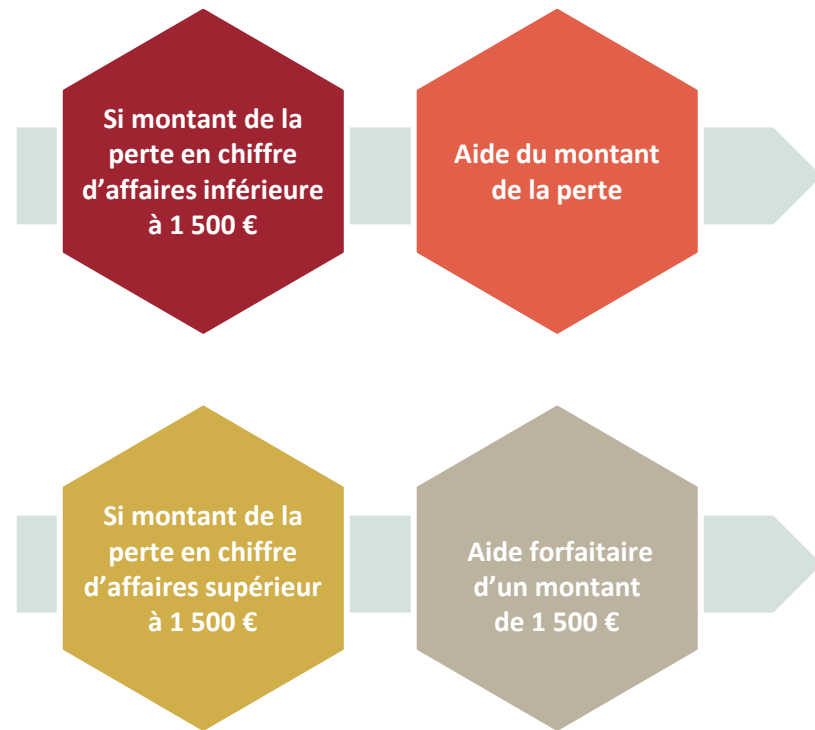 Si montant de la
perte en chiffre
d’affaires inférieure
à 1 500 €
Aide du montant
de la perte
Si montant de la
perte en chiffre
d’affaires supérieur
à 1 500 €
Aide forfaitaire
d’un montant
de 1 500 €